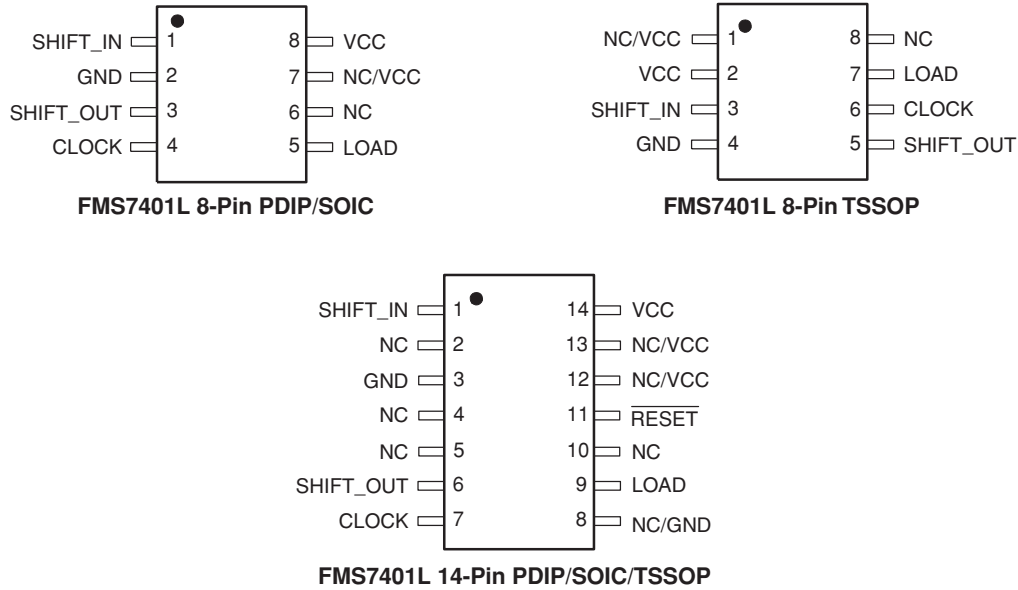 SHIFT_IN 1 8 VCC
GND 2 7 NC/VCC
SHIFT_OUT 3 6 NC
CLOCK 4 5 LOAD
FMS7401L 8-Pin PDIP/SOIC
NC/VCC 1 8 NC
VCC 2 7 LOAD
SHIFT_IN 3 6 CLOCK
GND 4 5 SHIFT_OUT
FMS7401L 8-Pin TSSOP
SHIFT_IN 1 14 VCC
NC 2 13 NC/VCC
GND 3 12 NC/VCC
NC 4 11 RESET
NC 5 10 NC
SHIFT_OUT 6 9 LOAD
CLOCK 7 8 NC/GND
FMS7401L 14-Pin PDIP/SOIC/TSSOP